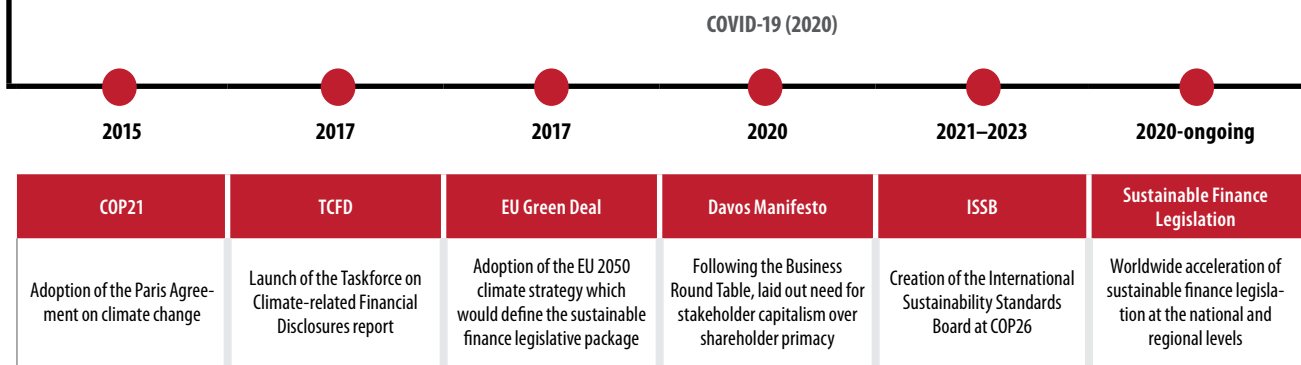 COVID-19 (2020)
2015
2017
2017
2020
2021–2023
2020-ongoing
COP21
TCFD
EU Green Deal
Davos Manifesto
ISSB
Sustainable Finance
Legislation
Adoption of the Paris Agree-
ment on climate change
Launch of the Taskforce on
Climate-related Financial
Disclosures report
Adoption of the EU 2050
climate strategy which
would define the sustainable
finance legislative package
Following the Business
Round Table, laid out need for
stakeholder capitalism over
shareholder primacy
Creation of the International
Sustainability Standards
Board at COP26
Worldwide acceleration of
sustainable finance legisla-
tion at the national and
regional levels